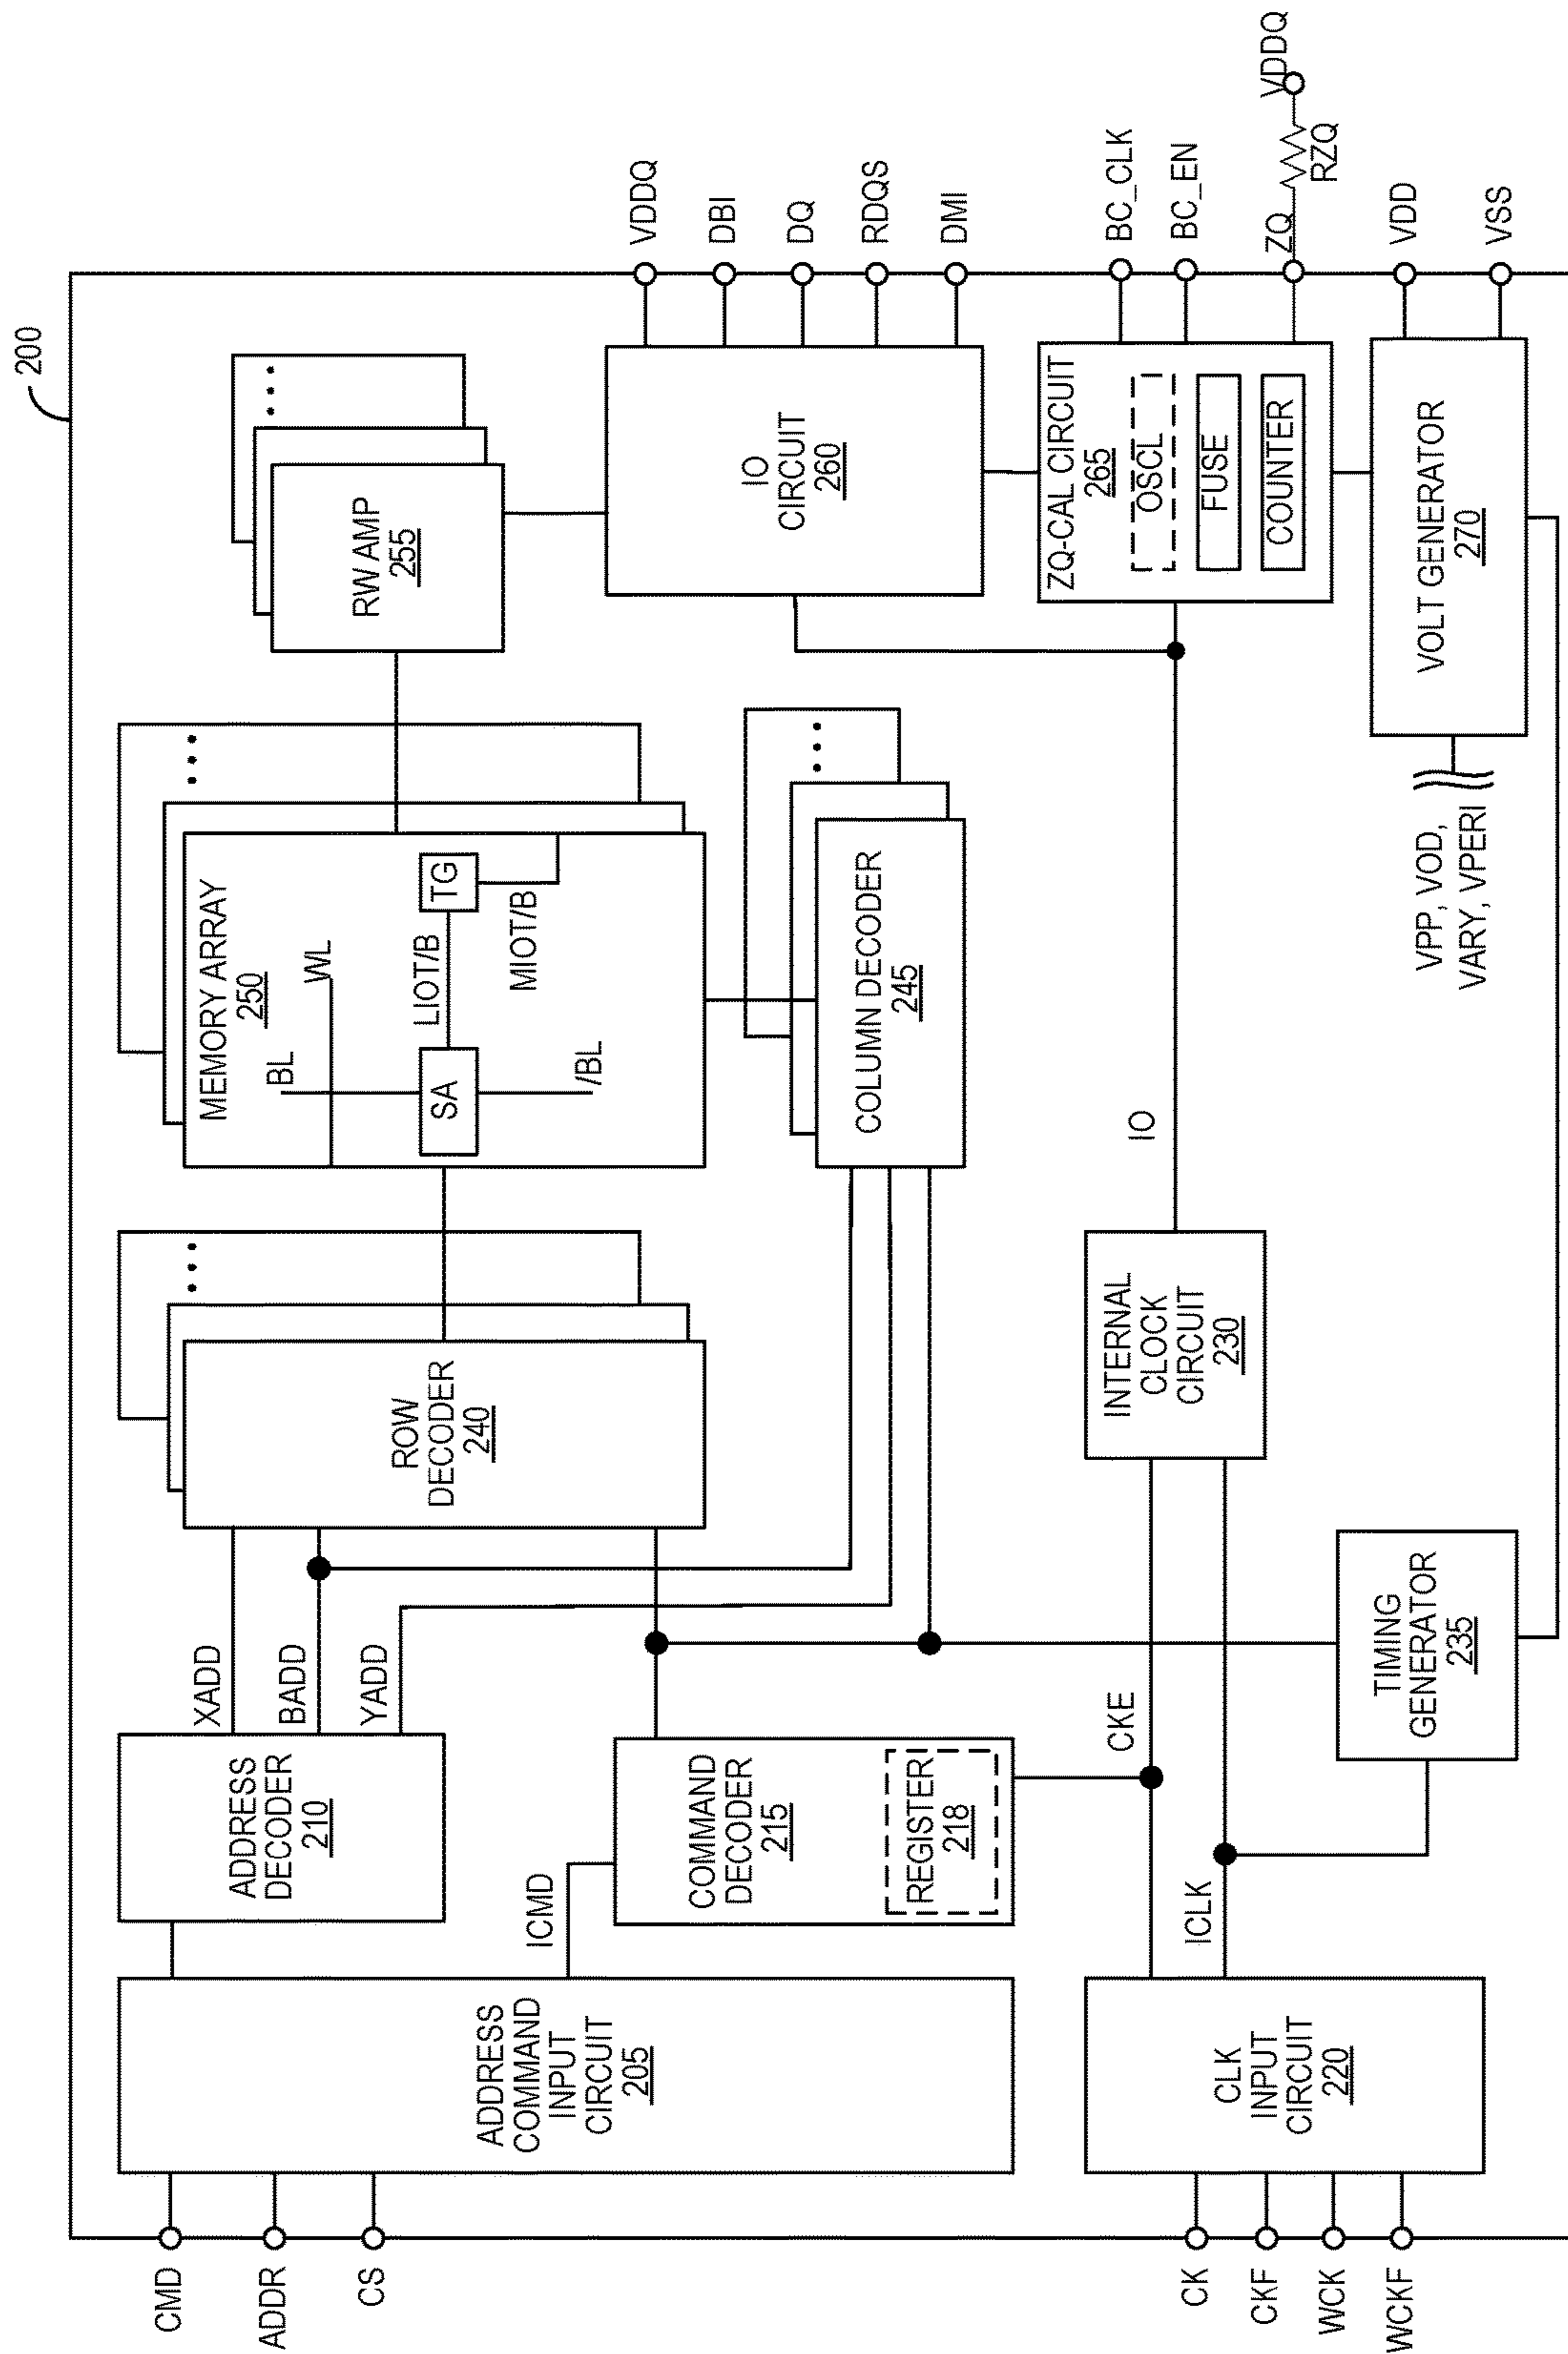 200
CMD
ADDR
CS
CK
CKF
WCK
WCKF
ADDRESS
COMMAND
INPUT
CIRCUIT
205
CLK
INPUT
CIRCUIT
220
ADDRESS
DECODER
210
ICMD
COMMAND
DECODER
215
REGISTER
218
ICLK
CKE
XADD
BADD
YADD
TIMING
GENERATOR
235
ROW
DECODER
240
...
INTERNAL
CLOCK
CIRCUIT
230
IO
MEMORY ARRAY
250
BL
WL
SA
/BL
LIOT/B
TG
MIOT/B
...
COLUMN DECODER
245
...
RW AMP
255
...
IO
CIRCUIT
260
ZQ-CAL CIRCUIT
265
OSCL
FUSE
COUNTER
VOLT GENERATOR
270
VPP, VOD,
VARY, VPERI
VDDQ
DBI
DQ
RDQS
DMI
BC_CLK
BC_EN
ZQ
RZQ
VDDQ
VDD
VSS